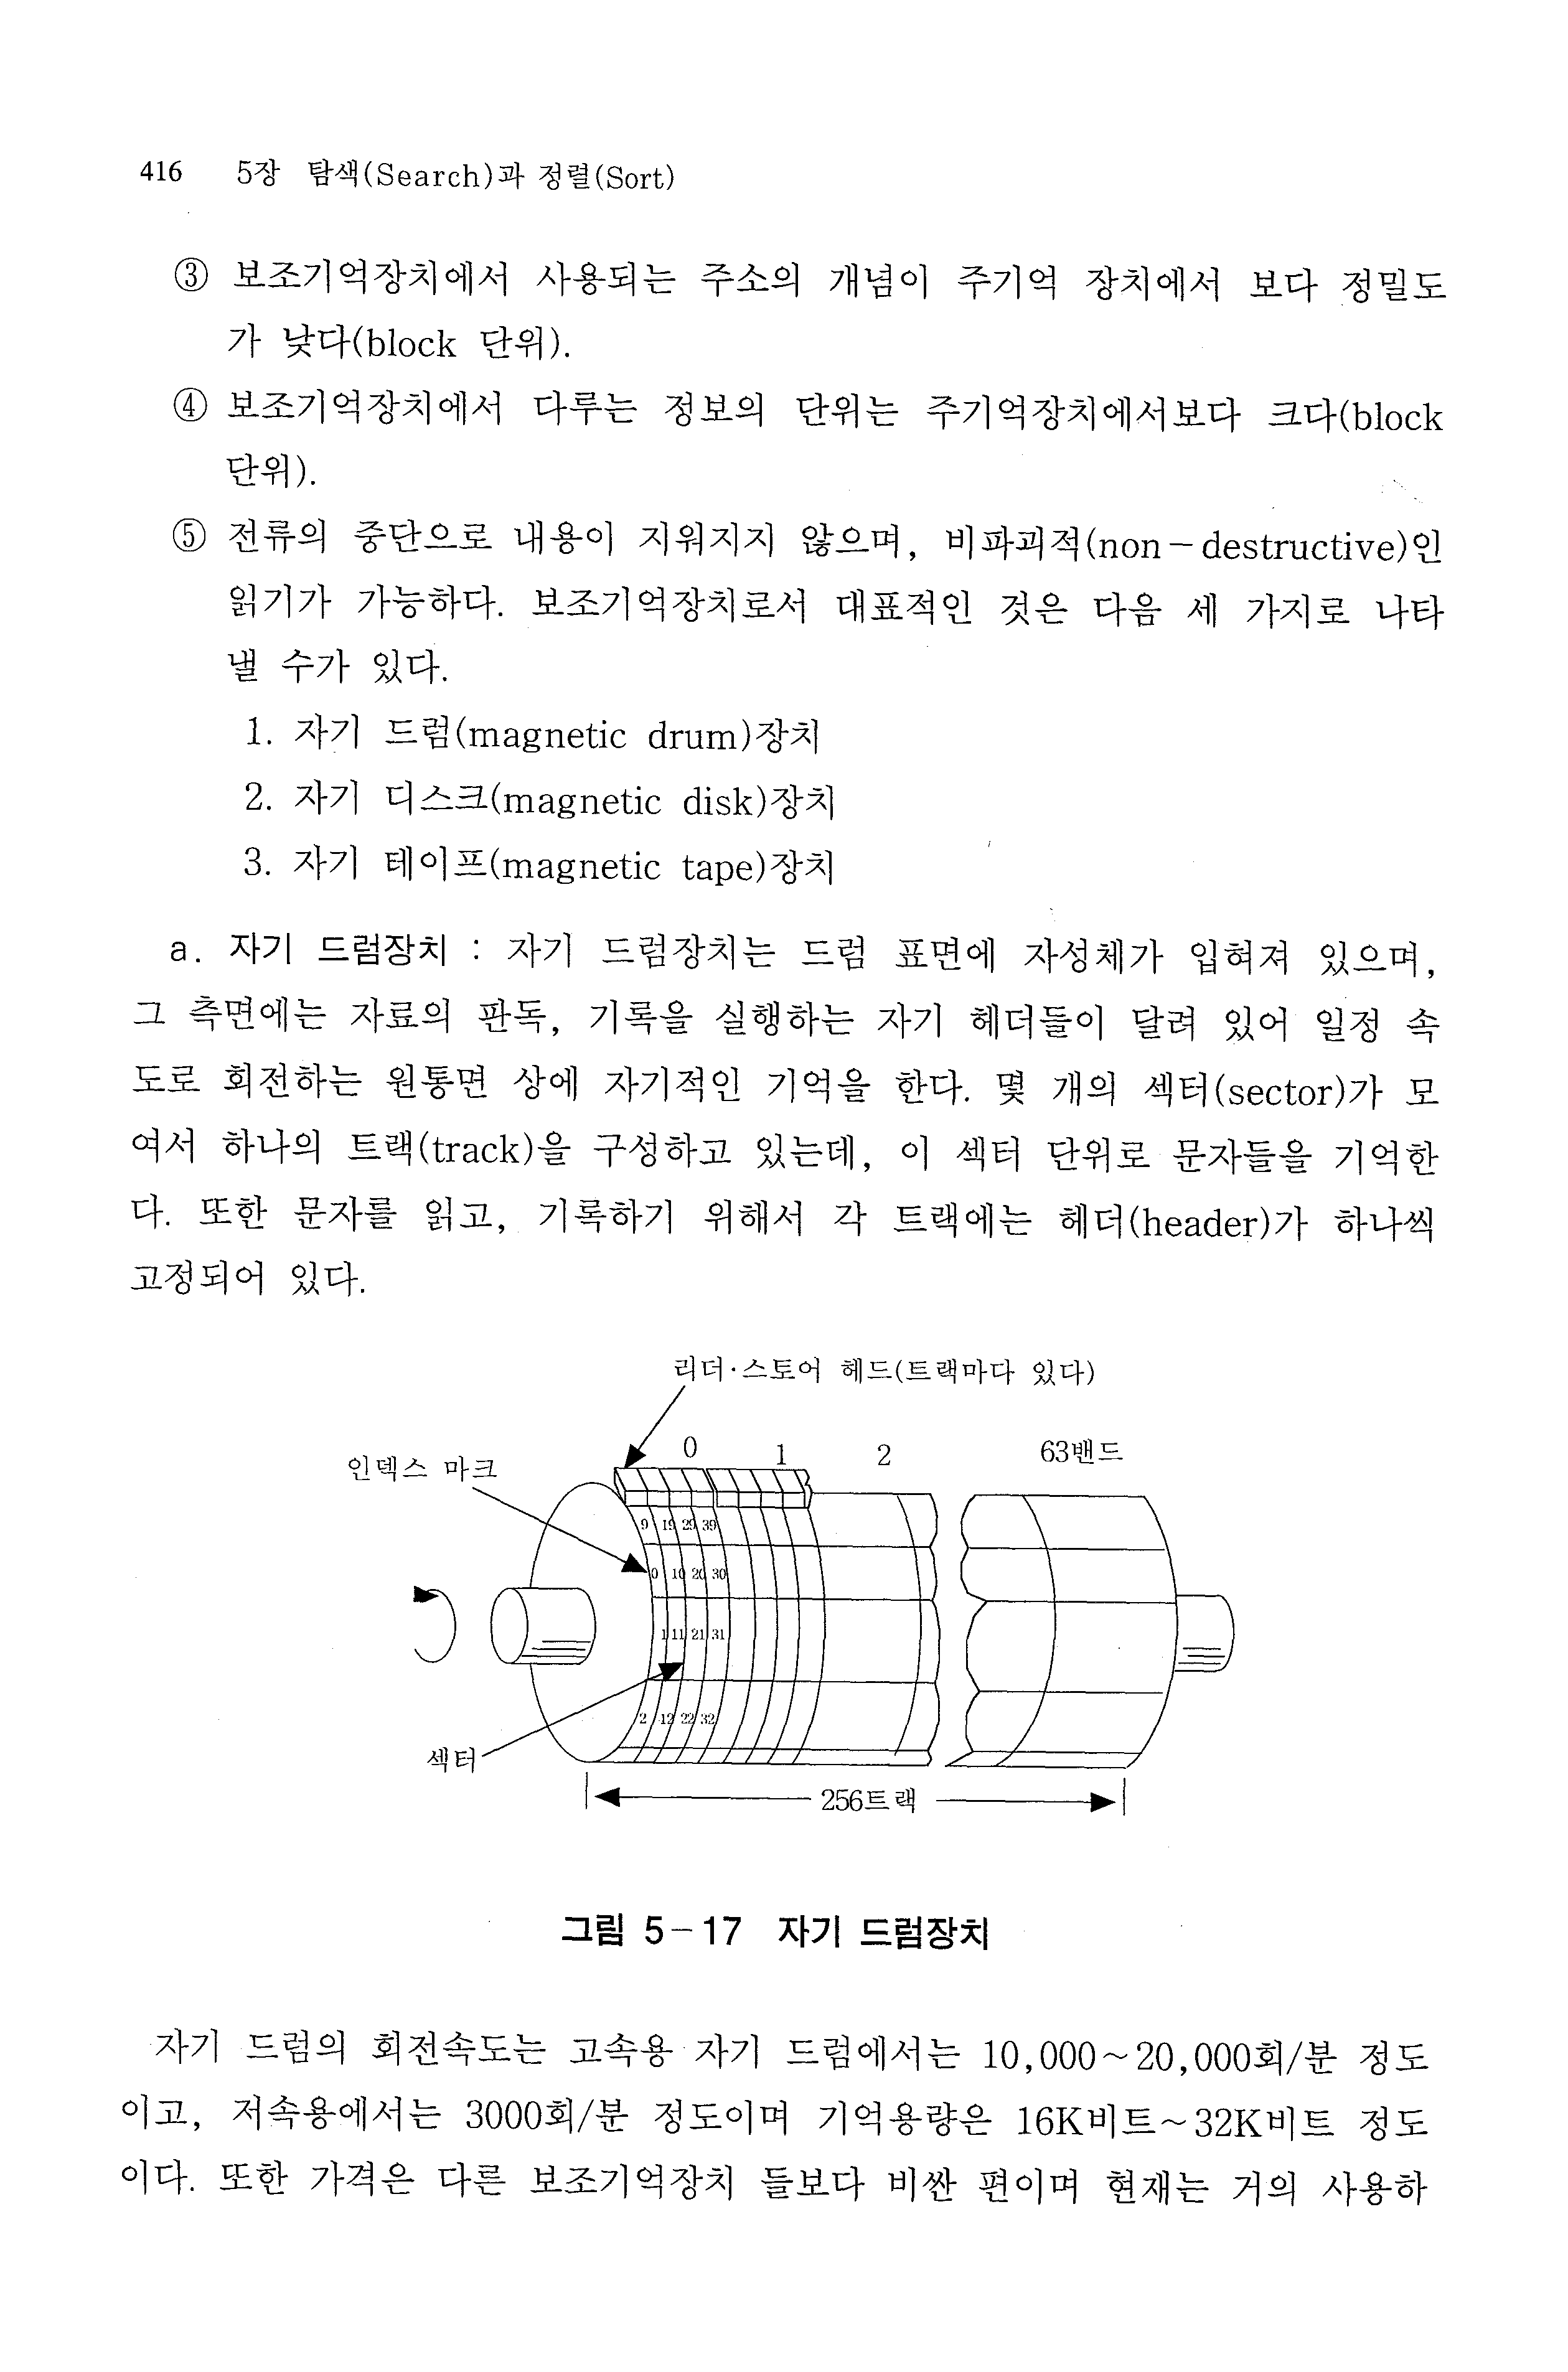 416 5장 탐색(Search)과 정렬(Sort)
③ 보조기억장치에서 사용되는 주소의 개념이 주기억 장치에서 보다 정밀도
가 낮다(block 단위).
④ 보조기억장치에서 다루는 정보의 단위는 주기억장치에서보다 크다(block
단위).
⑤ 전류의 중단으로 내용이 지워지지 않으며, 비파괴적(non-destructive)인
읽기가 가능하다. 보조기억장치로서 대표적인 것은 다음 세 가지로 나타
낼 수가 있다.
1. 자기 드럼(magnetic drum)장치
2. 자기 디스크(magnetic disk)장치
3. 자기 테이프(magnetic tape)장치
a. 자기 드럼장치 : 자기 드럼장치는 드럼 표면에 자성체가 입혀져 있으며,
그 측면에는 자료의 판독, 기록을 실행하는 자기 헤더들이 달려 있어 일정 속
도로 회전하는 원통면 상에 자기적인 기억을 한다. 몇 개의 섹터(sector)가 모
여서 하나의 트랙(track)을 구성하고 있는데, 이 섹터 단위로 문자들을 기억한
다. 또한 문자를 읽고, 기록하기 위해서 각 트랙에는 헤더(header)가 하나씩
고정되어 있다.
리더·스토어 헤드(트랙마다 있다)
인덱스 마크
0 1 2 63밴드
9 19 29 39
0 10 20 30
1 11 21 31
2 12 22 32
섹터
256트랙
그림 5-17 자기 드럼장치
자기 드럼의 회전속도는 고속용 자기 드럼에서는 10,000~20,000회/분 정도
이고, 저속용에서는 3000회/분 정도이며 기억용량은 16K비트~32K비트 정도
이다. 또한 가격은 다른 보조기억장치 들보다 비싼 편이며 현재는 거의 사용하